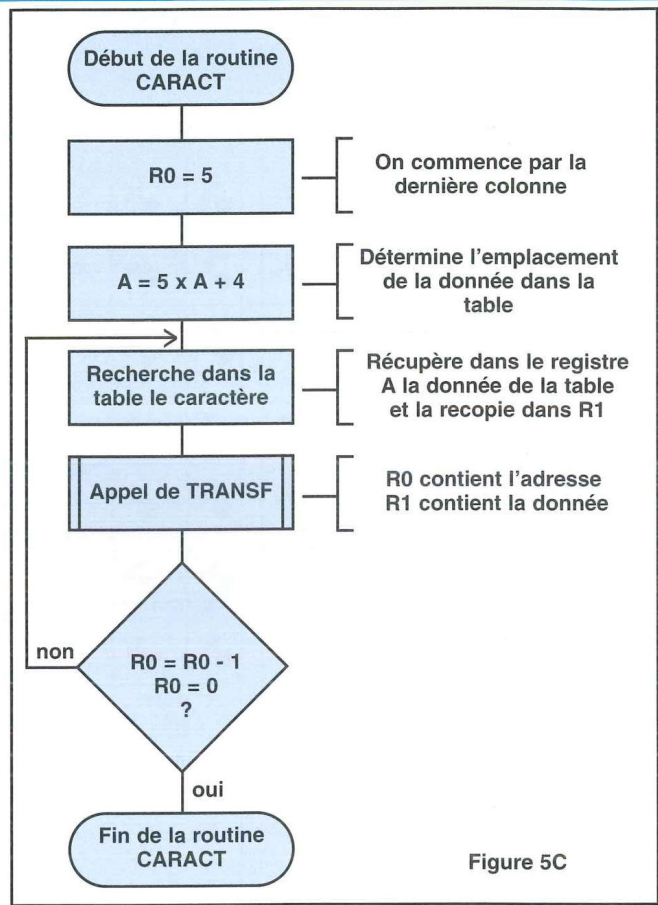 Début de la routine
CARACT
R0 = 5
On commence par la
dernière colonne
A = 5 x A + 4
Détermine l'emplacement
de la donnée dans la
table
Recherche dans la
table le caractère
Récupère dans le registre
A la donnée de la table
et la recopie dans R1
Appel de TRANSF
R0 contient l'adresse
R1 contient la donnée
non
R0 = R0 - 1
R0 = 0
?
oui
Fin de la routine
CARACT
Figure 5C